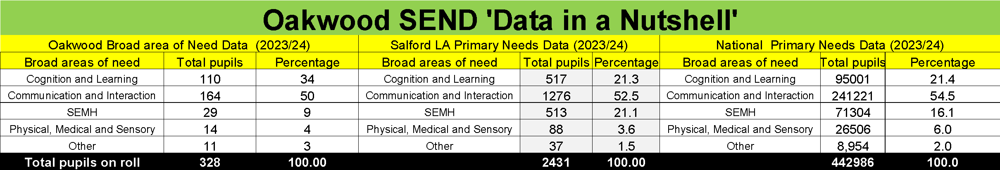 Oakwood SEND 'Data in a Nutshell'
Oakwood Broad area of Need Data (2023/24) Salford LA Primary Needs Data (2023/24) National Primary Needs Data (2023/24)
Broad areas of need Total pupils Percentage Broad areas of need Total pupils Percentage Broad areas of need Total pupils Percentage
Cognition and Learning 110 34 Cognition and Learning 517 21.3 Cognition and Learning 95001 21.4
Communication and Interaction 164 50 Communication and Interaction 1276 52.5 Communication and Interaction 241221 54.5
SEMH 29 9 SEMH 513 21.1 SEMH 71304 16.1
Physical, Medical and Sensory 14 4 Physical, Medical and Sensory 88 3.6 Physical, Medical and Sensory 26506 6.0
Other 11 3 Other 37 1.5 Other 8,954 2.0
Total pupils on roll 328 100.00 2431 100.00 442986 100.0